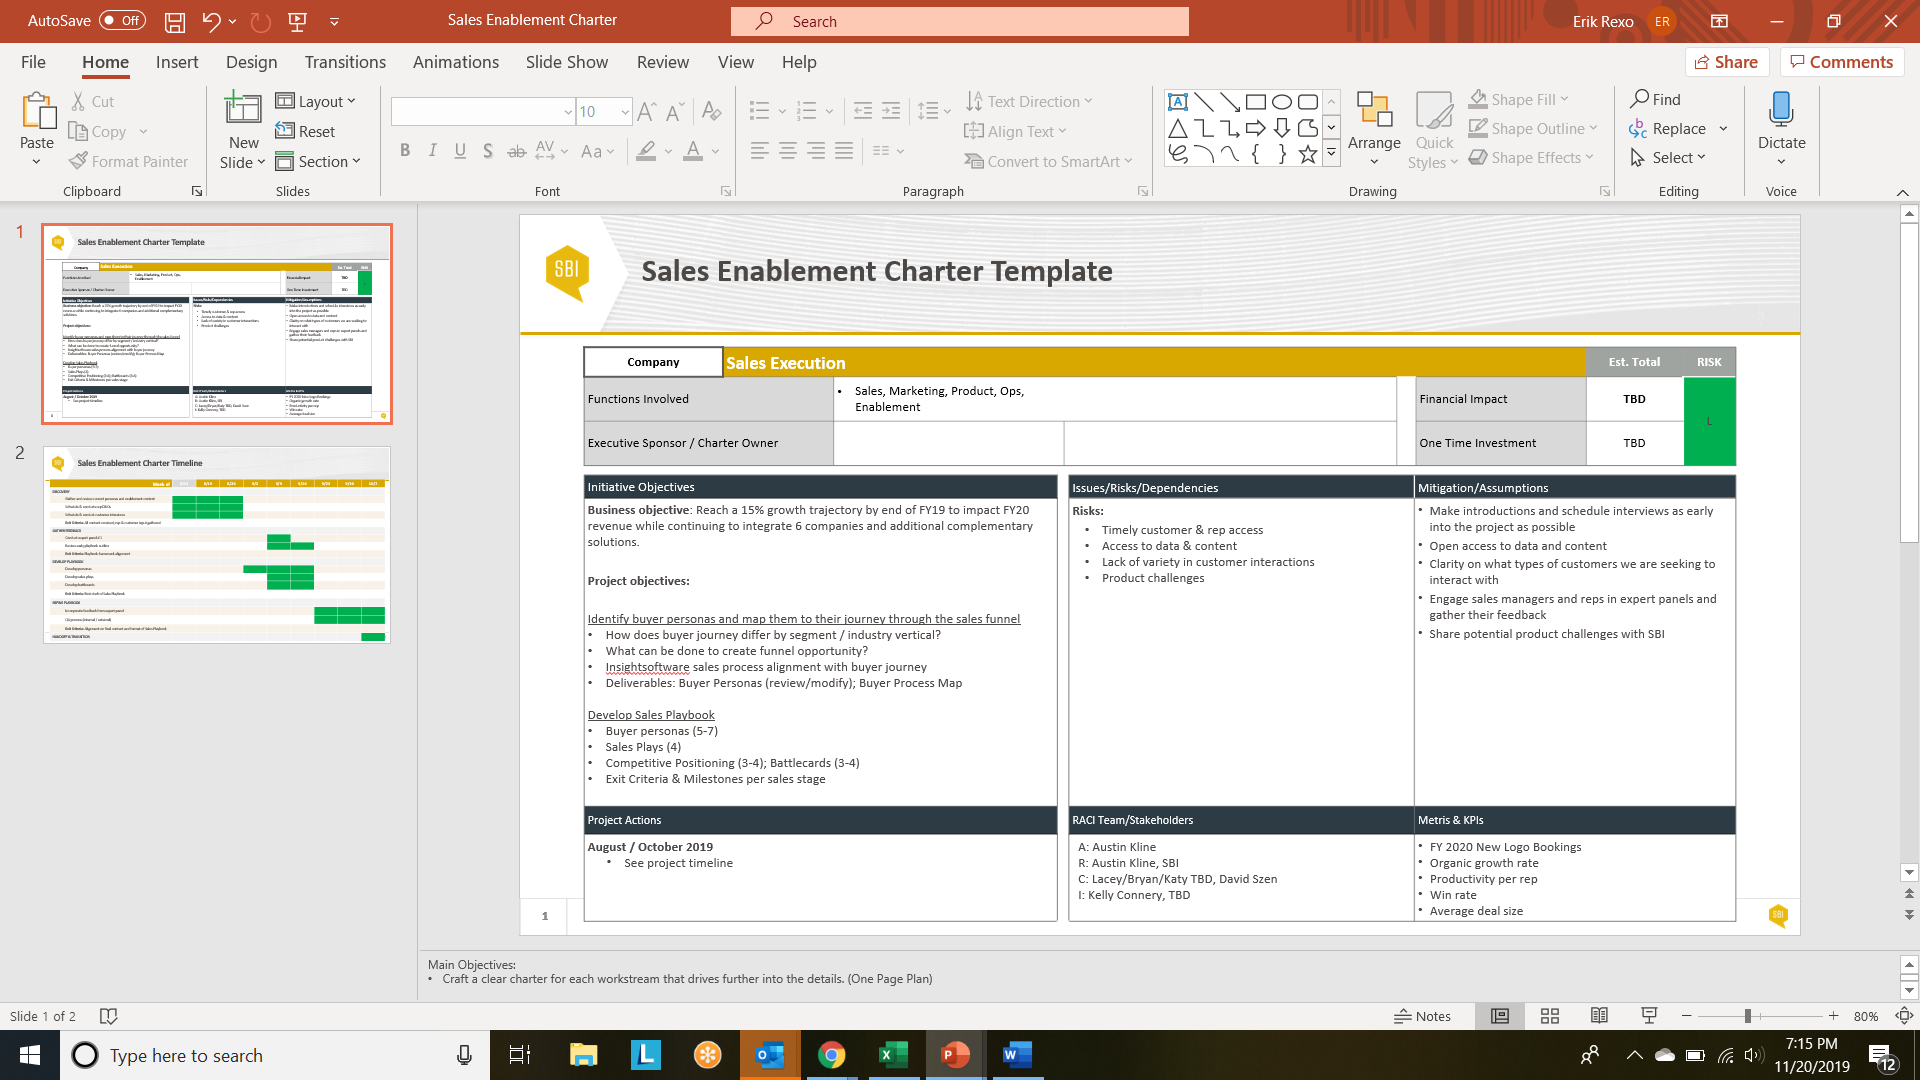 AutoSave Off
Sales Enablement Charter
Search
Erik Rexo ER
File Home Insert Design Transitions Animations Slide Show Review View Help
Share Comments
Paste
Cut
Copy
Format Painter
Clipboard
New
Slide
Layout
Reset
Section
Slides
10
B I U S ab AV Aa A
Font
Text Direction
Align Text
Convert to SmartArt
Paragraph
Arrange
Quick
Styles
Shape Fill
Shape Outline
Shape Effects
Drawing
Find
Replace
Select
Editing
Dictate
Voice
1
Sales Enablement Charter Template
2
Sales Enablement Charter Timeline
SBI
Sales Enablement Charter Template
Company
Sales Execution
Est. Total
RISK
Functions Involved
• Sales, Marketing, Product, Ops,
Enablement
Financial Impact
TBD
L
Executive Sponsor / Charter Owner
One Time Investment
TBD
Initiative Objectives
Business objective: Reach a 15% growth trajectory by end of FY19 to impact FY20
revenue while continuing to integrate 6 companies and additional complementary
solutions.
Project objectives:
Identify buyer personas and map them to their journey through the sales funnel
• How does buyer journey differ by segment / industry vertical?
• What can be done to create funnel opportunity?
• Insightsoftware sales process alignment with buyer journey
• Deliverables: Buyer Personas (review/modify); Buyer Process Map
Develop Sales Playbook
• Buyer personas (5-7)
• Sales Plays (4)
• Competitive Positioning (3-4); Battlecards (3-4)
• Exit Criteria & Milestones per sales stage
Issues/Risks/Dependencies
Risks:
• Timely customer & rep access
• Access to data & content
• Lack of variety in customer interactions
• Product challenges
Mitigation/Assumptions
• Make introductions and schedule interviews as early
into the project as possible
• Open access to data and content
• Clarity on what types of customers we are seeking to
interact with
• Engage sales managers and reps in expert panels and
gather their feedback
• Share potential product challenges with SBI
Project Actions
August / October 2019
• See project timeline
RACI Team/Stakeholders
A: Austin Kline
R: Austin Kline, SBI
C: Lacey/Bryan/Katy TBD, David Szen
I: Kelly Connery, TBD
Metris & KPIs
• FY 2020 New Logo Bookings
• Organic growth rate
• Productivity per rep
• Win rate
• Average deal size
1
SBI
Main Objectives:
• Craft a clear charter for each workstream that drives further into the details. (One Page Plan)
Slide 1 of 2
Notes
80%
Type here to search
7:15 PM
11/20/2019
12